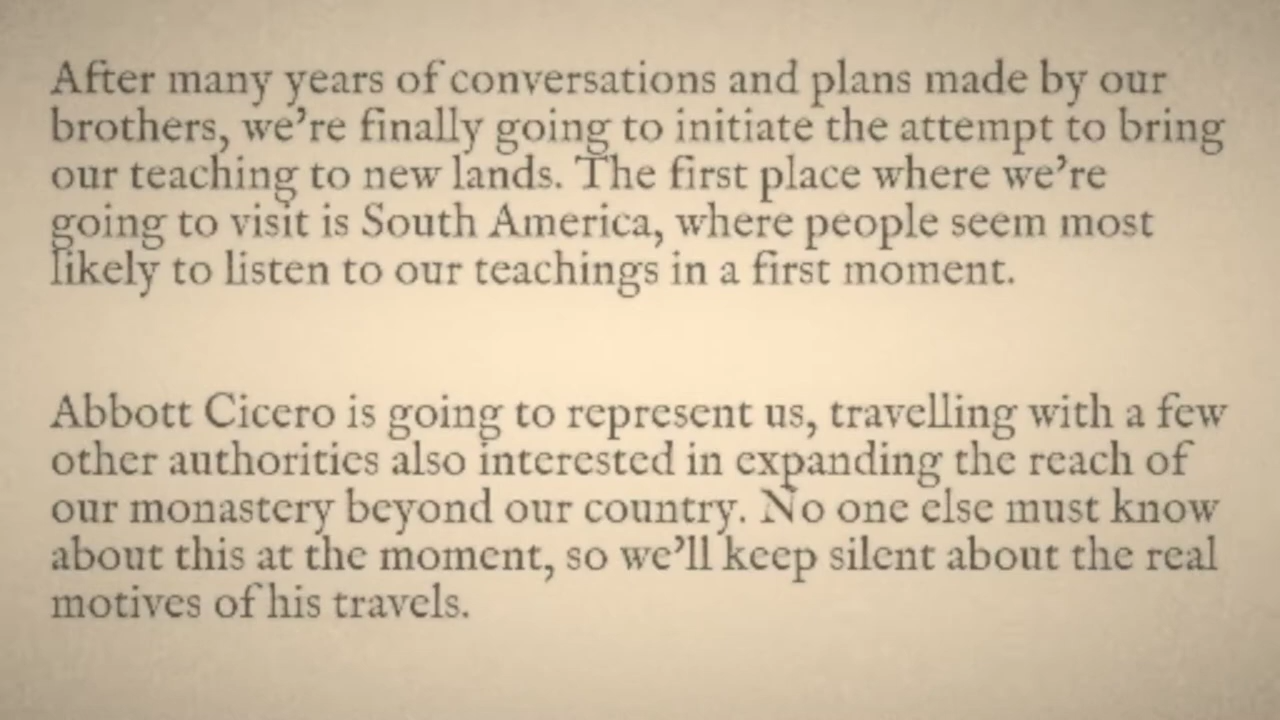 After many years of conversations and plans made by our
brothers, we're finally going to initiate the attempt to bring
our teaching to new lands. The first place where we're
going to visit is South America, where people seem most
likely to listen to our teachings in a first moment.
Abbott Cicero is going to represent us, travelling with a few
other authorities also interested in expanding the reach of
our monastery beyond our country. No one else must know
about this at the moment, so we'll keep silent about the real
motives of his travels.